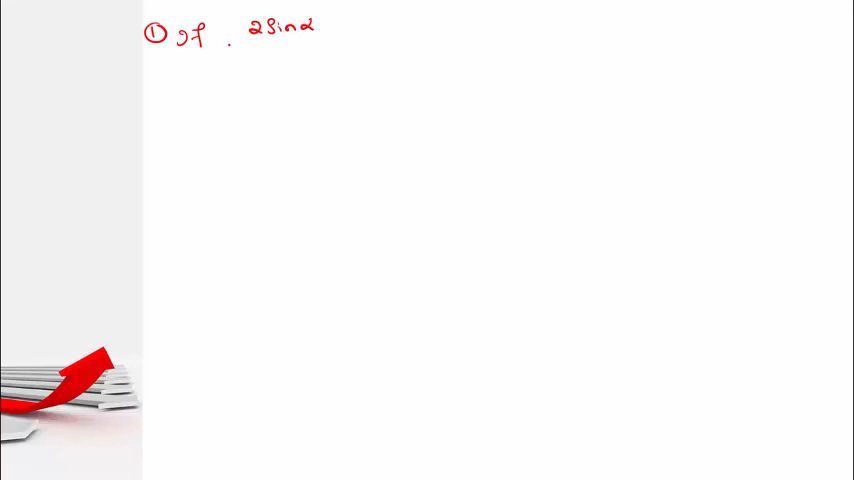 ① If 2sinα